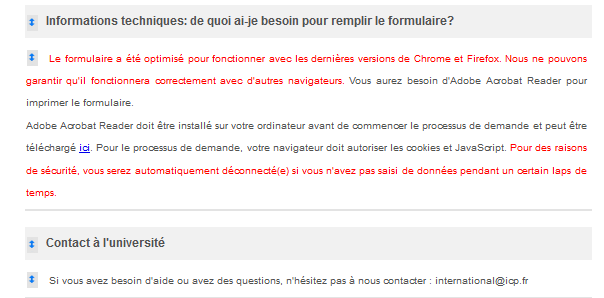 Informations techniques: de quoi ai-je besoin pour remplir le formulaire?
Le formulaire a été optimisé pour fonctionner avec les dernières versions de Chrome et Firefox. Nous ne pouvons
garantir qu'il fonctionnera correctement avec d'autres navigateurs. Vous aurez besoin d'Adobe Acrobat Reader pour
imprimer le formulaire.
Adobe Acrobat Reader doit être installé sur votre ordinateur avant de commencer le processus de demande et peut être
téléchargé ici. Pour le processus de demande, votre navigateur doit autoriser les cookies et JavaScript. Pour des raisons
de sécurité, vous serez automatiquement déconnecté(e) si vous n'avez pas saisi de données pendant un certain laps de
temps.
Contact à l'université
Si vous avez besoin d'aide ou avez des questions, n'hésitez pas à nous contacter : international@icp.fr